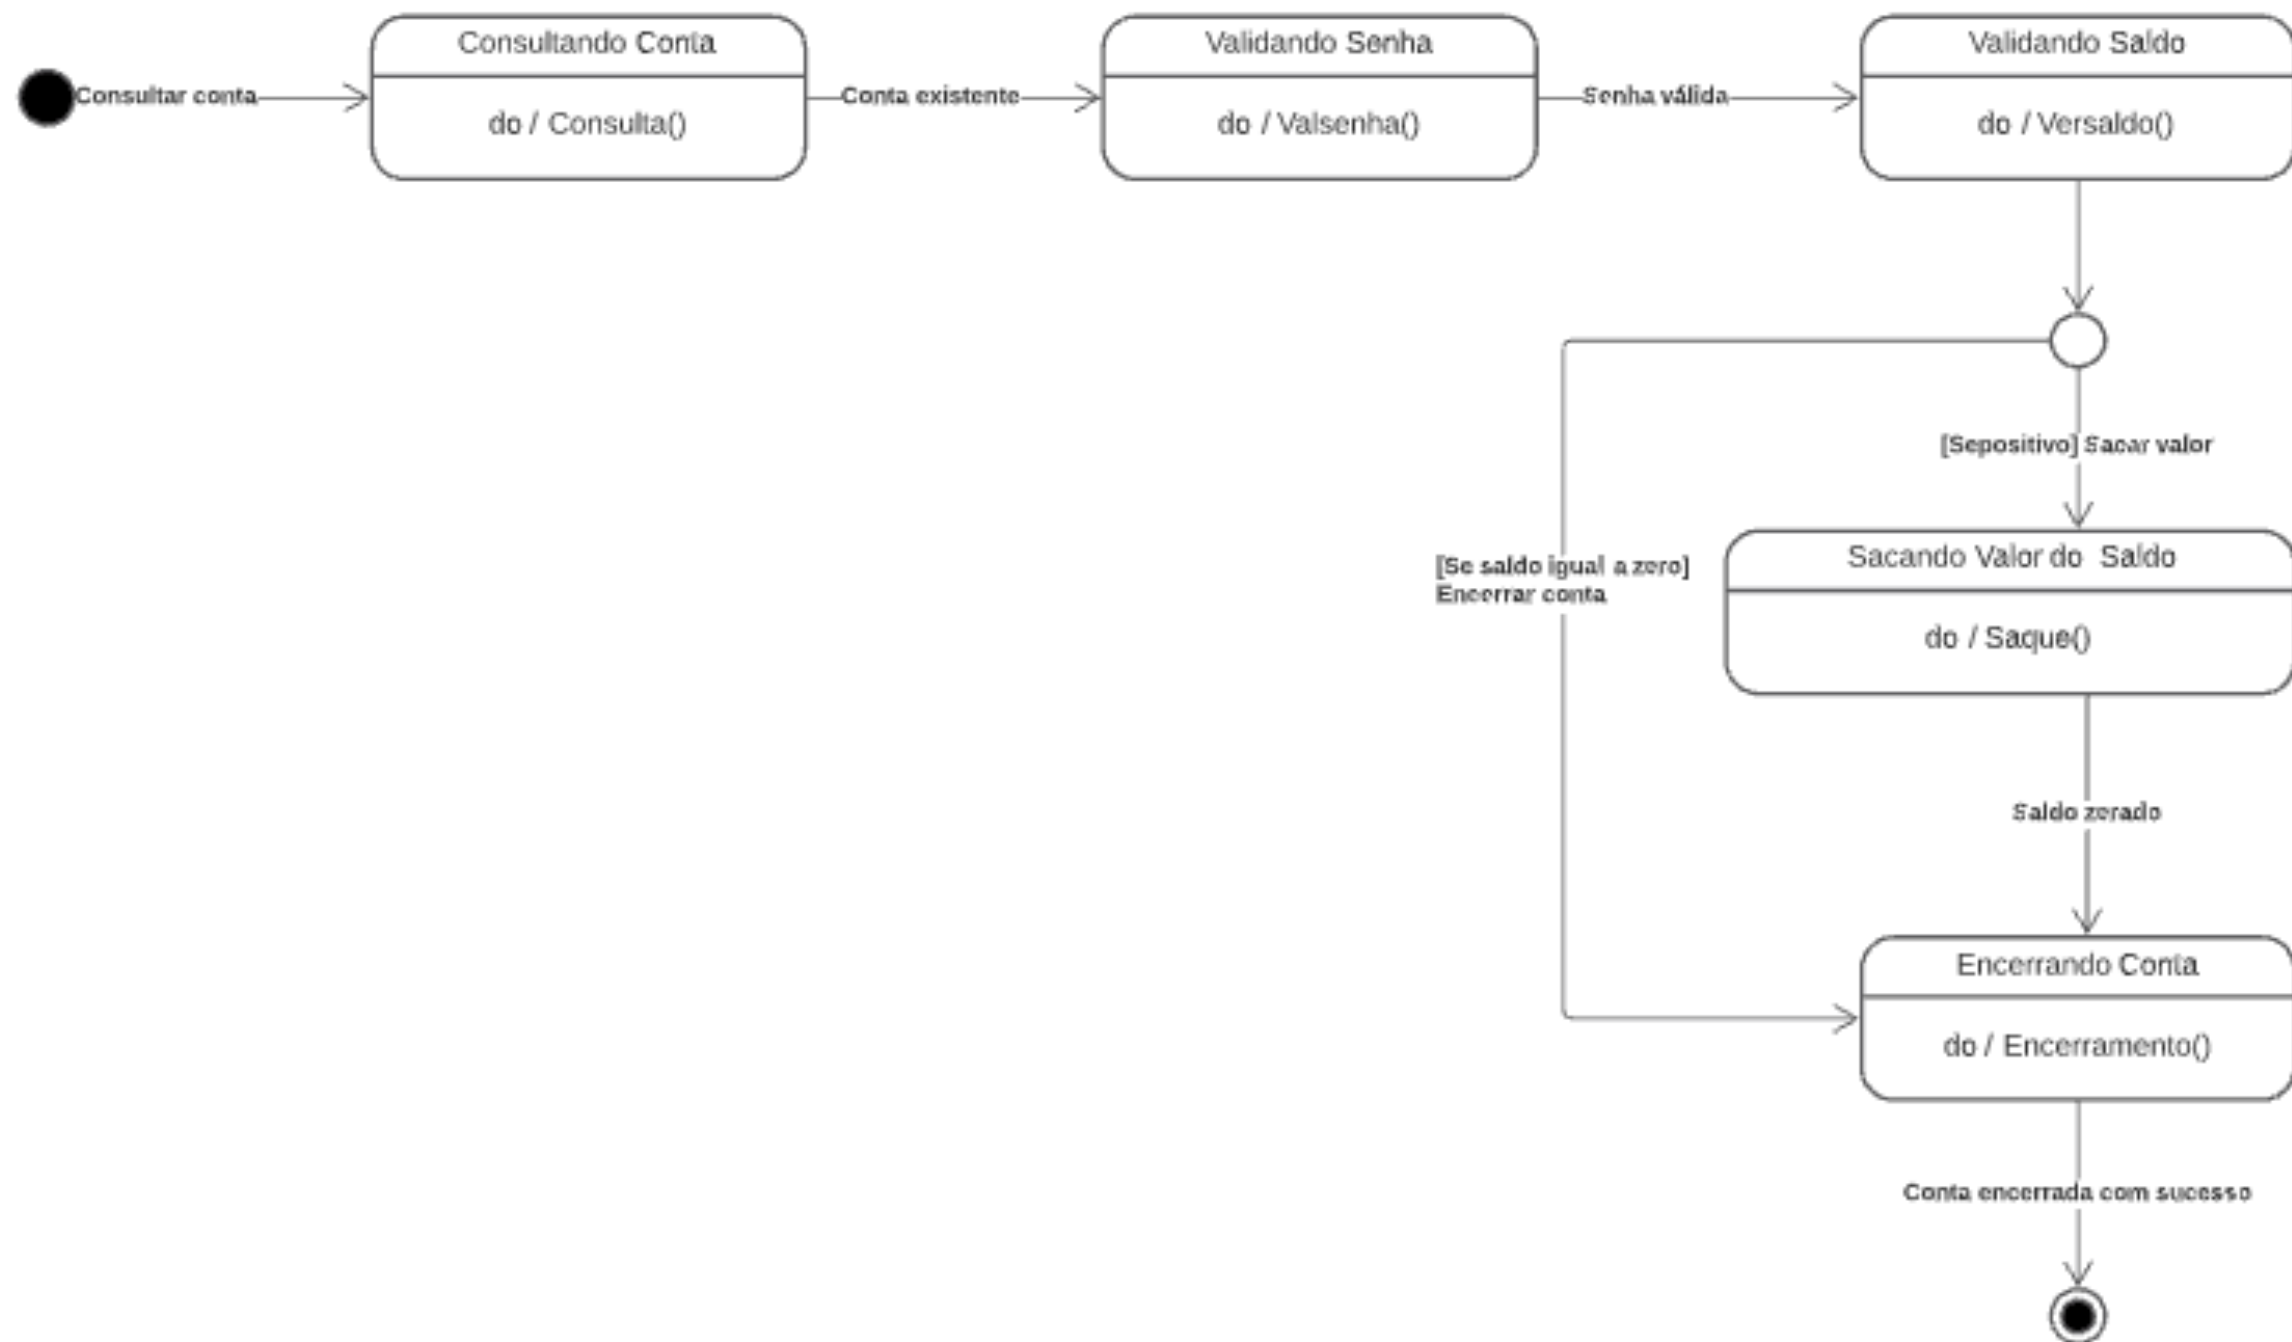 Consultando Conta
do / Consulta()
Validando Senha
do / Valsenha()
Validando Saldo
do / Versaldo()
Consultar conta
Conta existente
Senha válida
[Sepositivo] Sacar valor
[Se saldo igual a zero]
Encerrar conta
Sacando Valor do Saldo
do / Saque()
Saldo zerado
Encerrando Conta
do / Encerramento()
Conta encerrada com sucesso